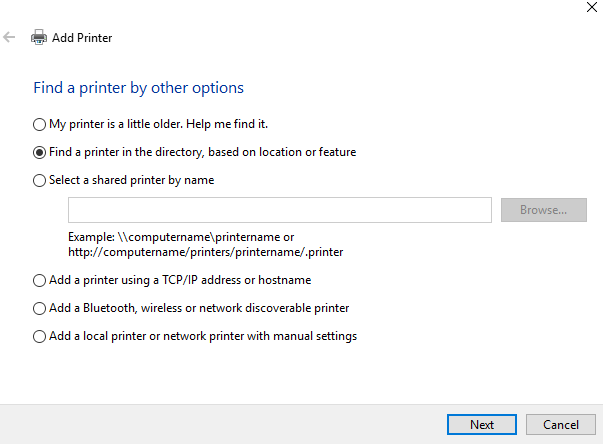 Add Printer
Find a printer by other options
My printer is a little older. Help me find it.
Find a printer in the directory, based on location or feature
Select a shared printer by name
Browse...
Example: \\computername\printername or
http://computername/printers/printername/.printer
Add a printer using a TCP/IP address or hostname
Add a Bluetooth, wireless or network discoverable printer
Add a local printer or network printer with manual settings
Next Cancel